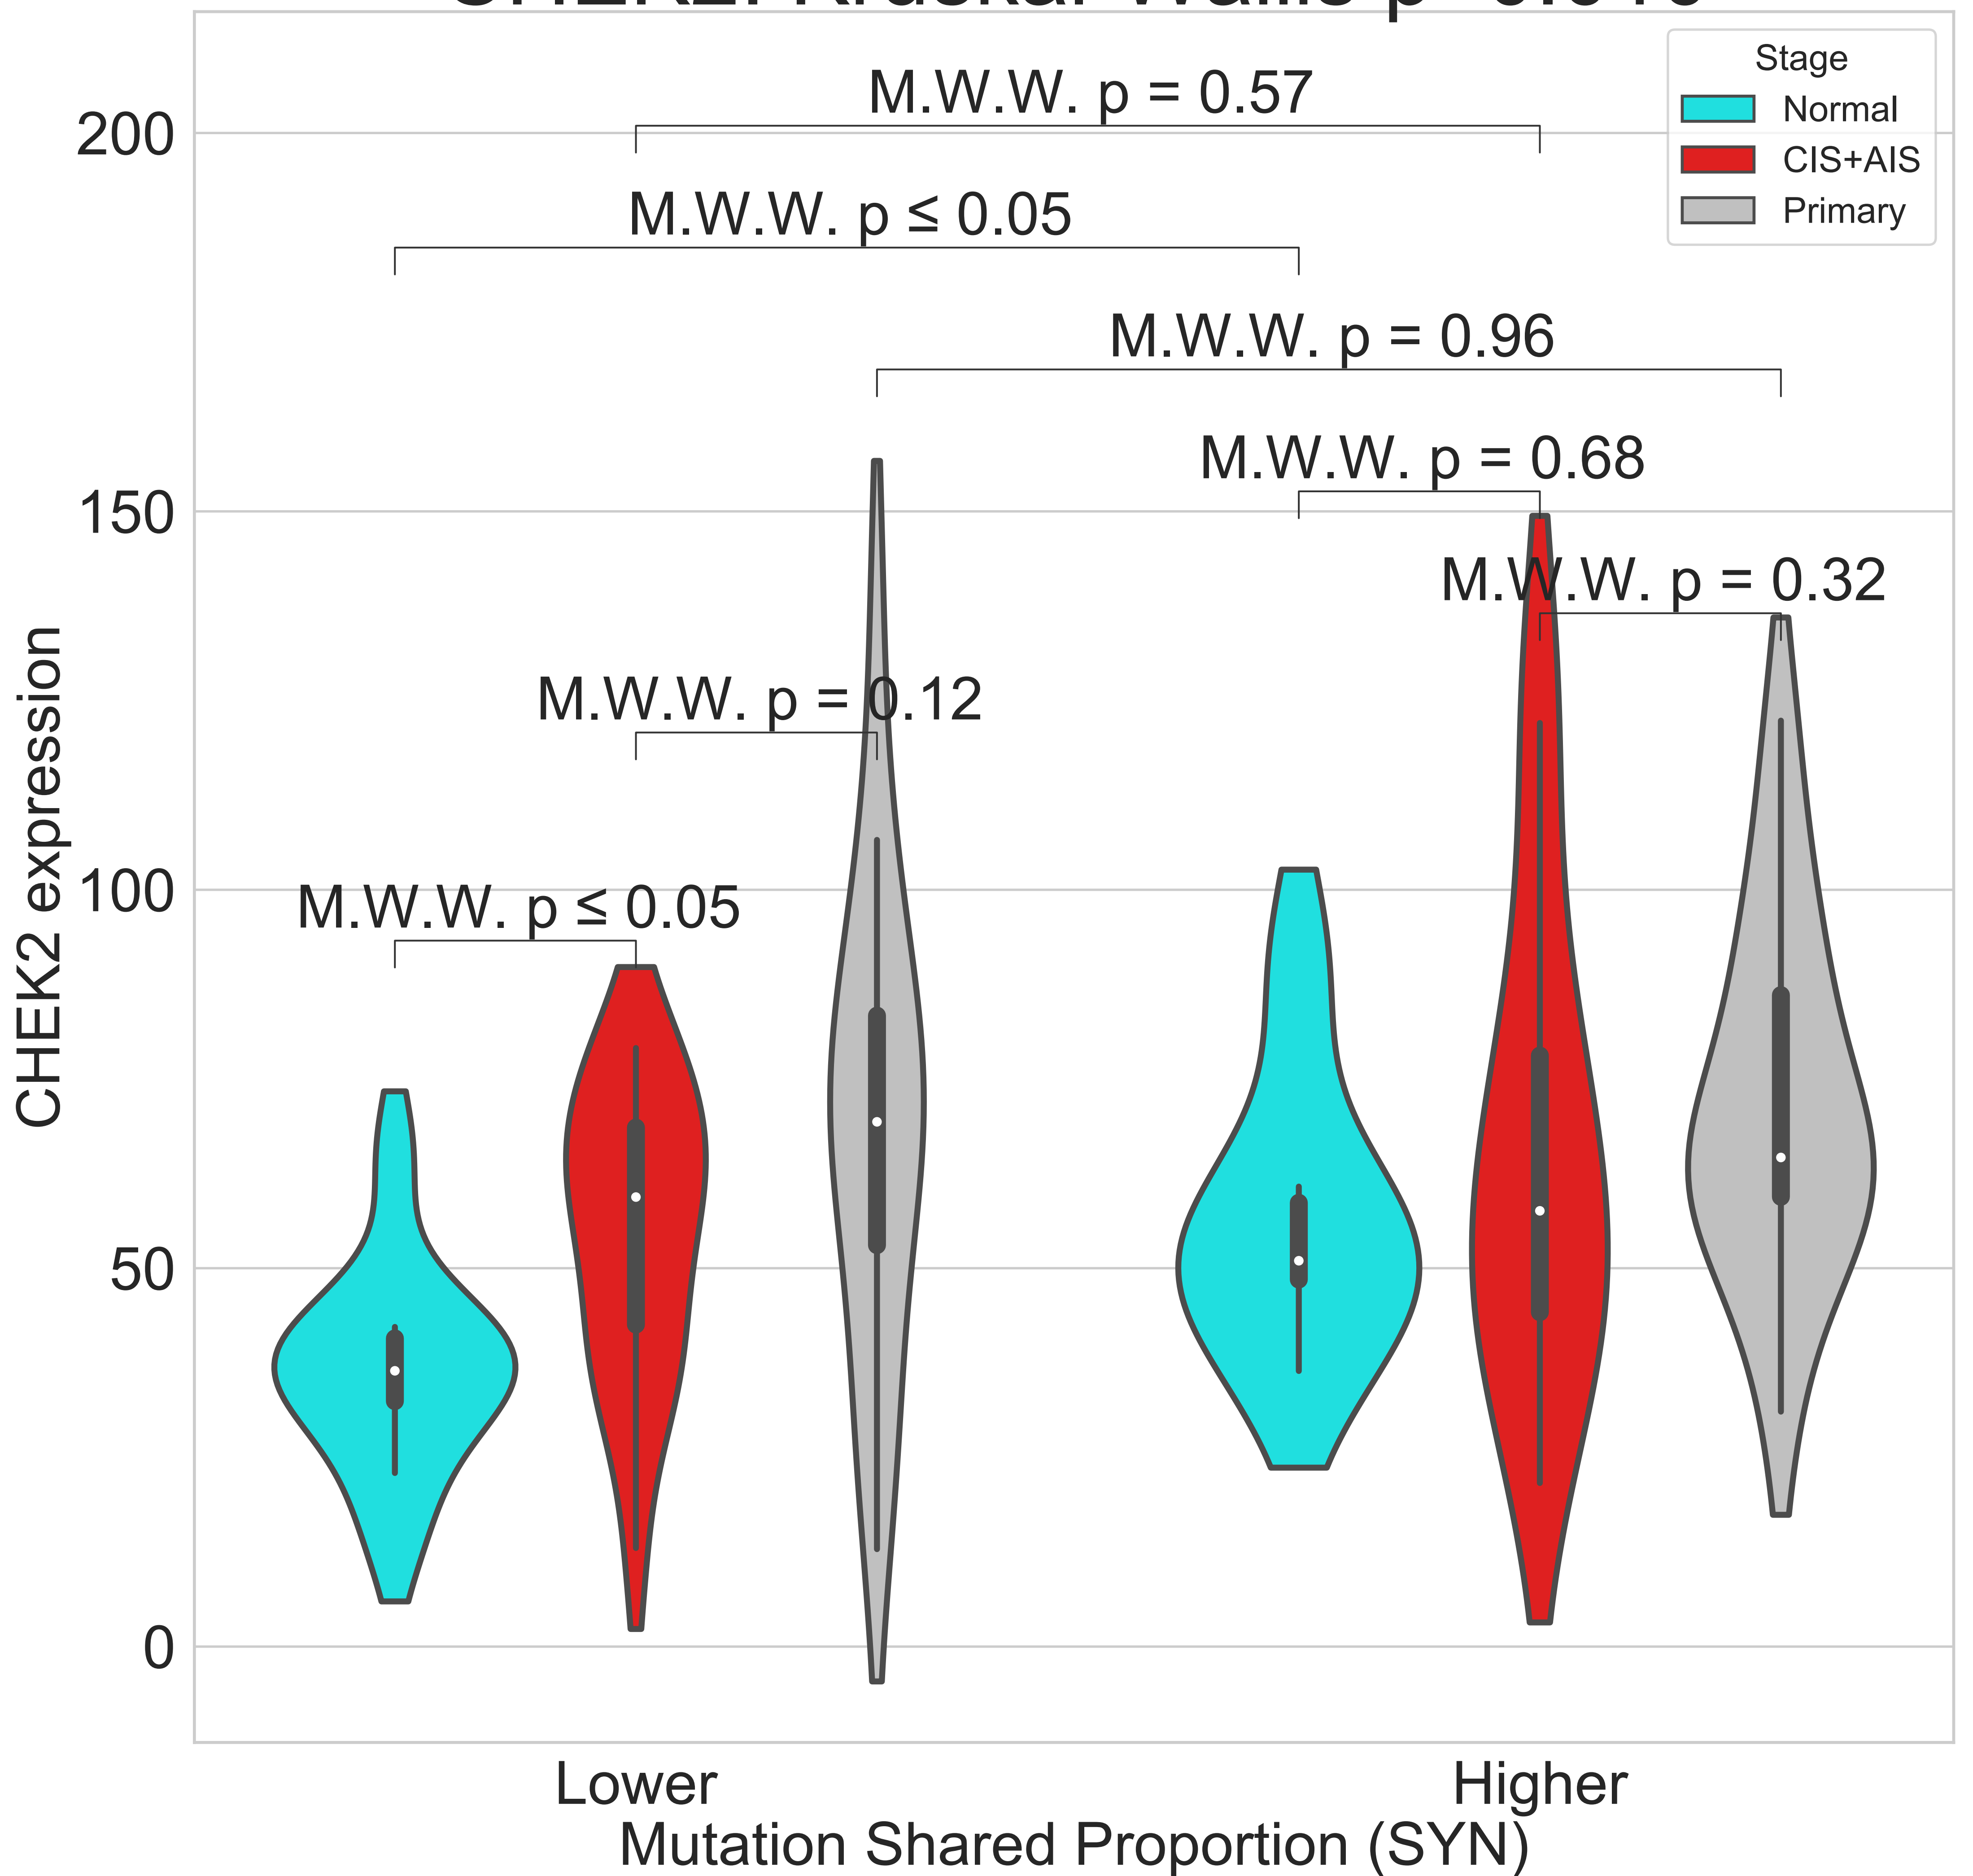 Stage
Normal
CIS+AIS
Primary
M.W.W. p = 0.57
M.W.W. p ≤ 0.05
M.W.W. p = 0.96
M.W.W. p = 0.68
M.W.W. p = 0.32
M.W.W. p = 0.12
M.W.W. p ≤ 0.05
200
150
100
50
0
CHEK2 expression
Lower
Higher
Mutation Shared Proportion (SYN)